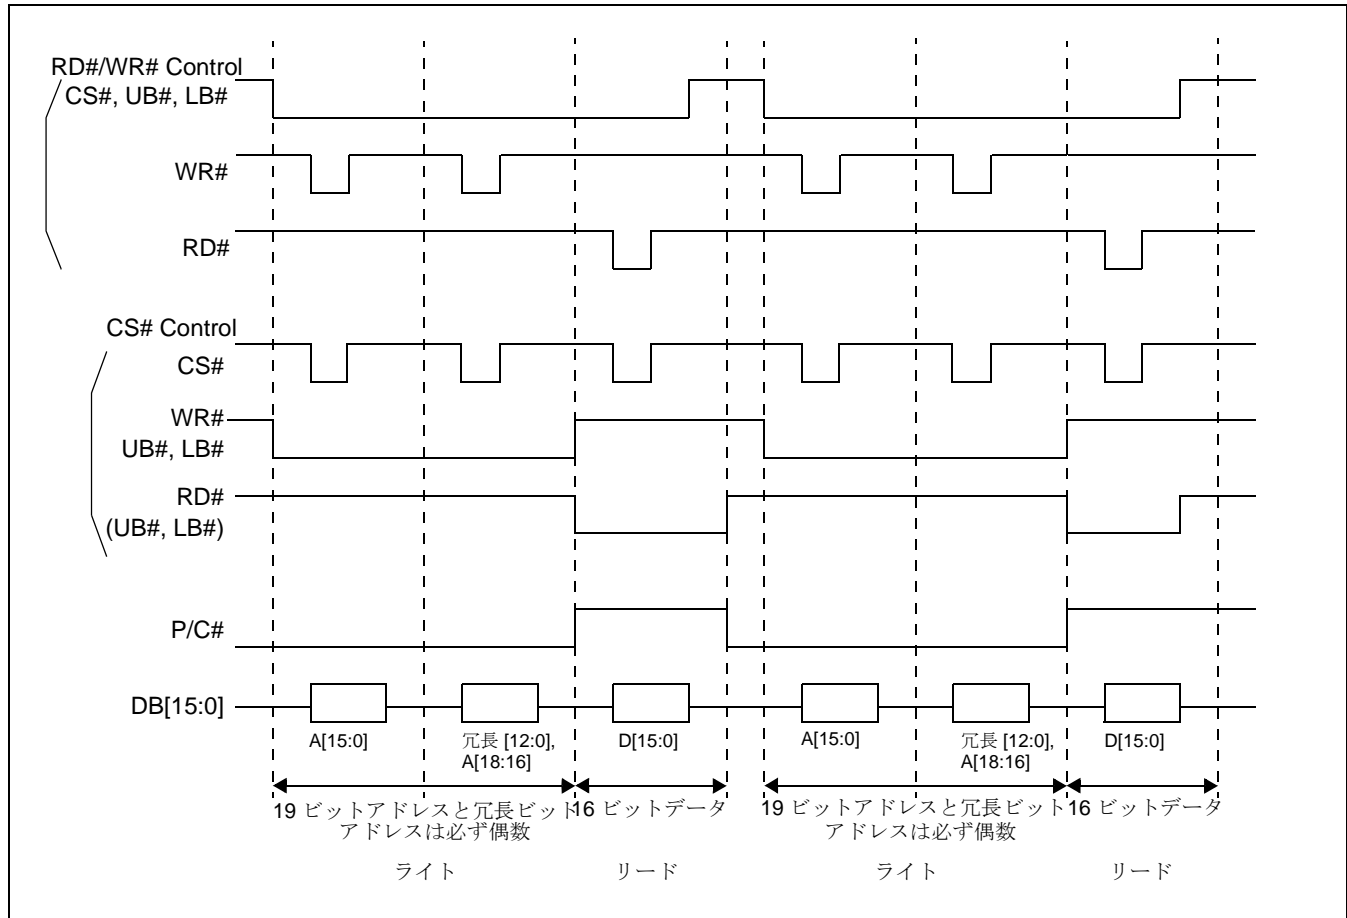 RD#/WR# Control
CS#, UB#, LB#
WR#
RD#
CS# Control
CS#
WR#
UB#, LB#
RD#
(UB#, LB#)
P/C#
DB[15:0]
A[15:0]
冗長 [12:0],
A[18:16]
D[15:0]
A[15:0]
冗長 [12:0],
A[18:16]
D[15:0]
19 ビットアドレスと冗長ビット
アドレスは必ず偶数
16 ビットデータ
19 ビットアドレスと冗長ビット
アドレスは必ず偶数
16 ビットデータ
ライト
リード
ライト
リード